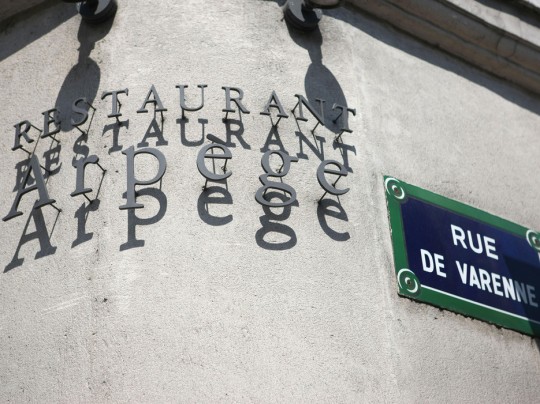 RESTAURANT
Arpège
RUE
DE VARENNE